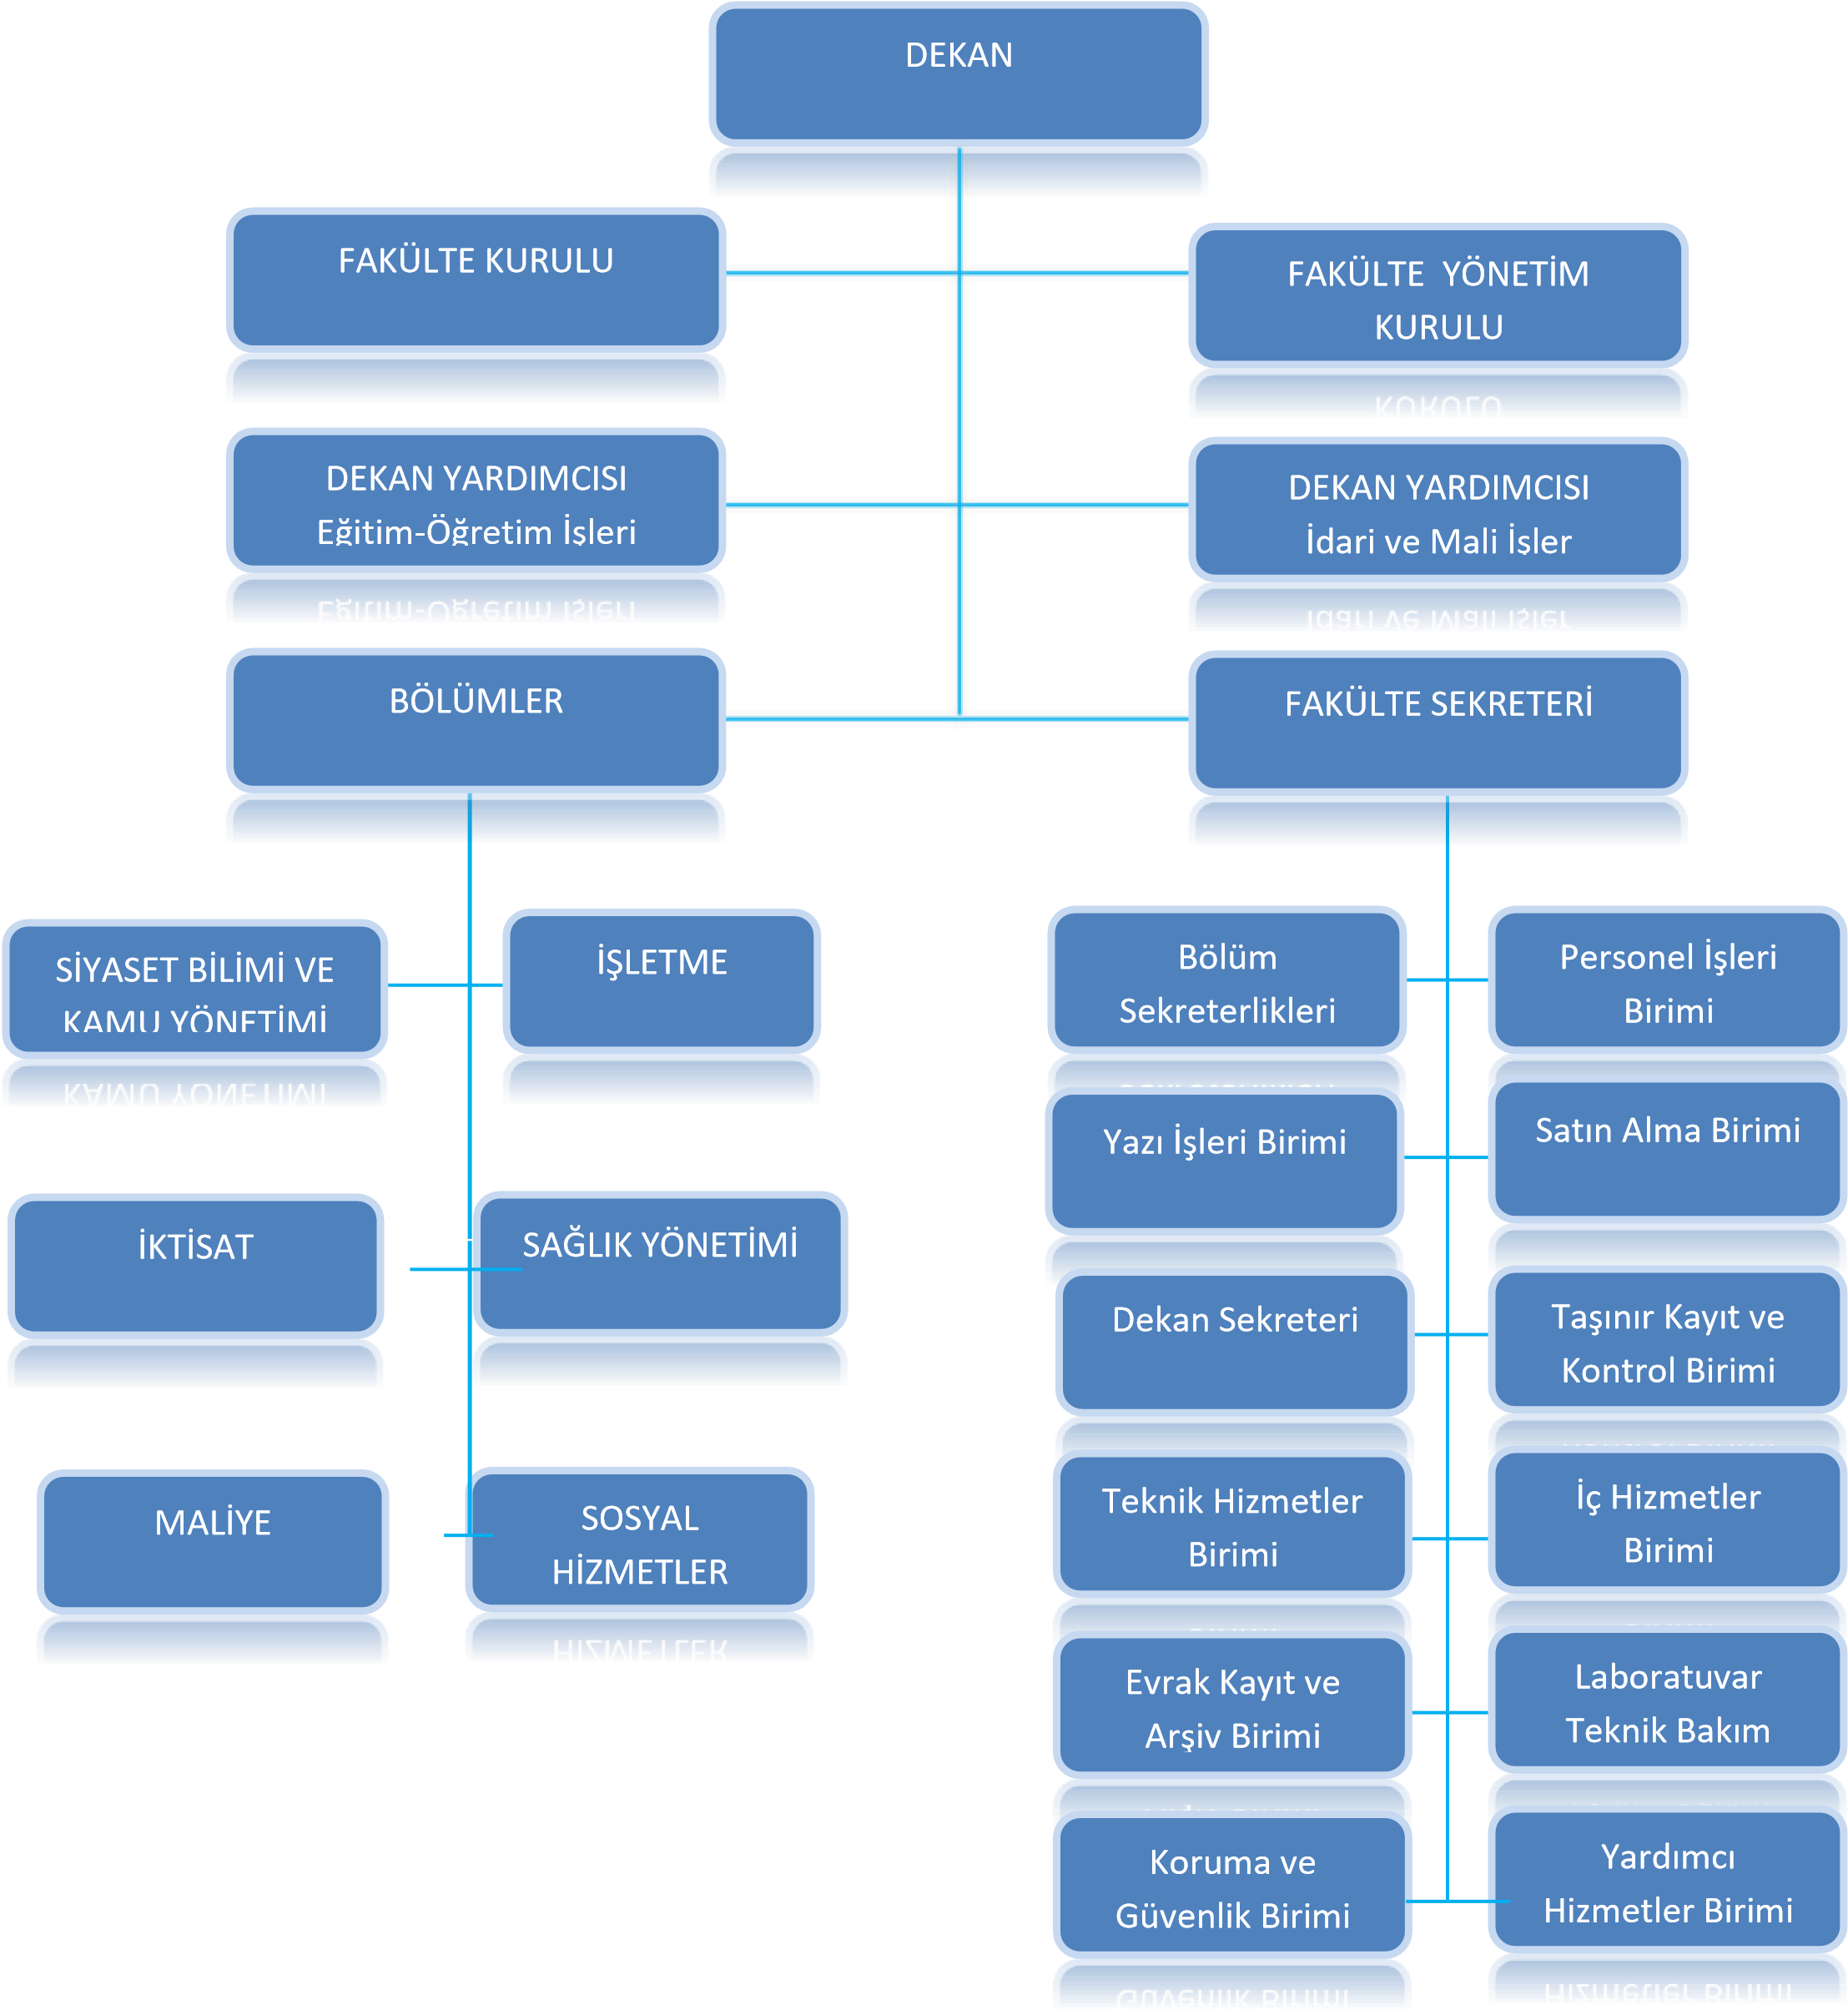 DEKAN
FAKÜLTE KURULU
FAKÜLTE YÖNETİM
KURULU
DEKAN YARDIMCISI
Eğitim-Öğretim İşleri
DEKAN YARDIMCISI
İdari ve Mali İşler
BÖLÜMLER
FAKÜLTE SEKRETERİ
SİYASET BİLİMİ VE
KAMU YÖNETİMİ
İŞLETME
Bölüm
Sekreterlikleri
Personel İşleri
Birimi
Yazı İşleri Birimi
Satın Alma Birimi
İKTİSAT
SAĞLIK YÖNETİMİ
Dekan Sekreteri
Taşınır Kayıt ve
Kontrol Birimi
MALİYE
SOSYAL
HİZMETLER
Teknik Hizmetler
Birimi
İç Hizmetler
Birimi
Evrak Kayıt ve
Arşiv Birimi
Laboratuvar
Teknik Bakım
Koruma ve
Güvenlik Birimi
Yardımcı
Hizmetler Birimi